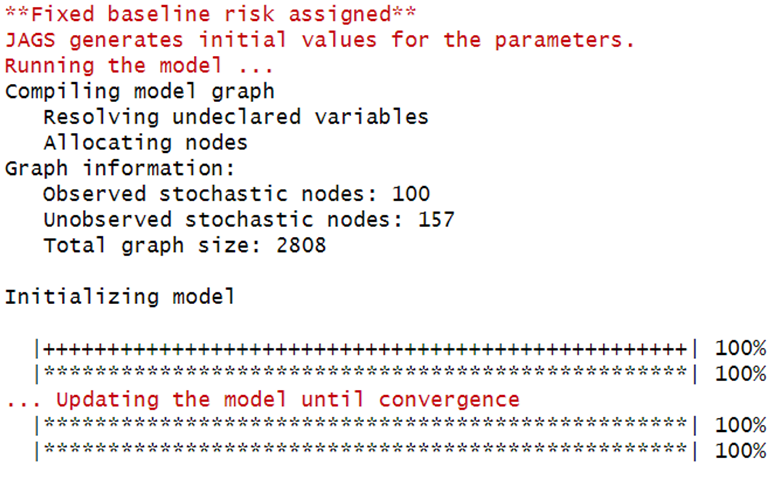 **Fixed baseline risk assigned**
JAGS generates initial values for the parameters.
Running the model ...
Compiling model graph
   Resolving undeclared variables
   Allocating nodes
Graph information:
   Observed stochastic nodes: 100
   Unobserved stochastic nodes: 157
   Total graph size: 2808
Initializing model
  |++++++++++++++++++++++++++++++++++++++++++++++++++| 100%
  |**************************************************| 100%
... Updating the model until convergence
  |**************************************************| 100%
  |**************************************************| 100%